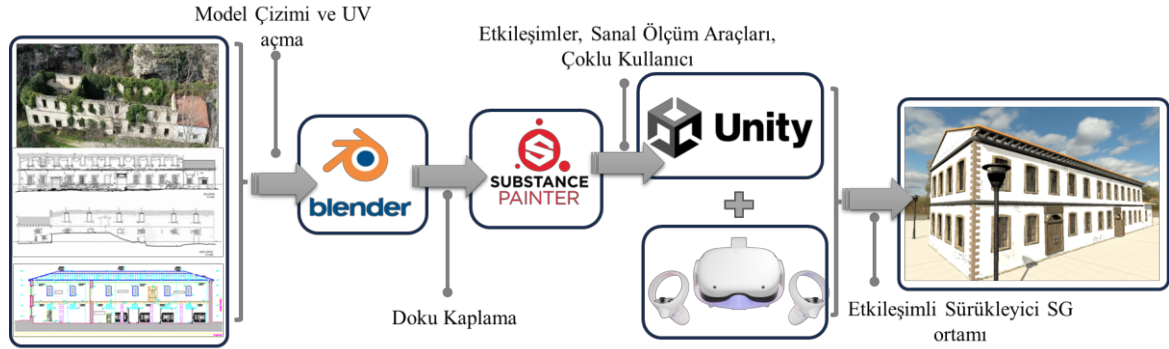 Model Çizimi ve UV
açma
Etkileşimler, Sanal Ölçüm Araçları,
Çoklu Kullanıcı
blender
SUBSTANCE
PAINTER
Unity
Doku Kaplama
Etkileşimli Sürükleyici SG
ortamı